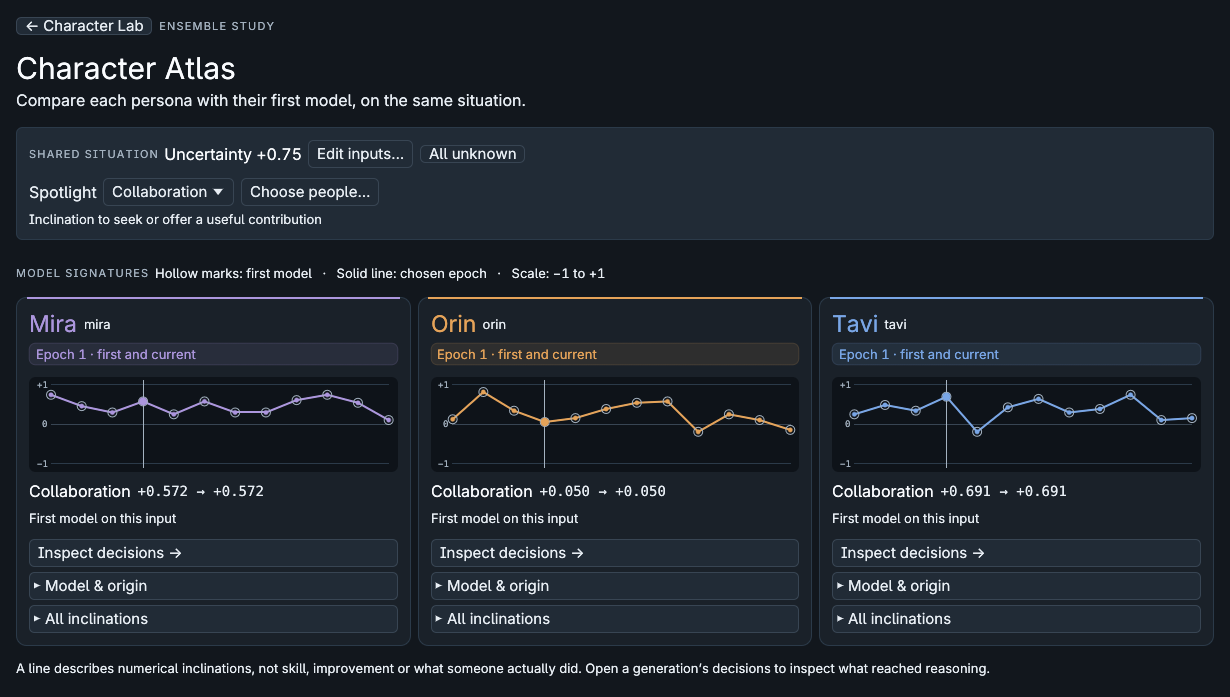 ← Character Lab ENSEMBLE STUDY
Character Atlas
Compare each persona with their first model, on the same situation.
SHARED SITUATION Uncertainty +0.75 Edit inputs... All unknown
Spotlight Collaboration ▼ Choose people...
Inclination to seek or offer a useful contribution
MODEL SIGNATURES Hollow marks: first model · Solid line: chosen epoch · Scale: −1 to +1
Mira mira
Epoch 1 · first and current
+1
0
−1
Collaboration +0.572 → +0.572
First model on this input
Inspect decisions →
▸ Model & origin
▸ All inclinations
Orin orin
Epoch 1 · first and current
+1
0
−1
Collaboration +0.050 → +0.050
First model on this input
Inspect decisions →
▸ Model & origin
▸ All inclinations
Tavi tavi
Epoch 1 · first and current
+1
0
−1
Collaboration +0.691 → +0.691
First model on this input
Inspect decisions →
▸ Model & origin
▸ All inclinations
A line describes numerical inclinations, not skill, improvement or what someone actually did. Open a generation’s decisions to inspect what reached reasoning.